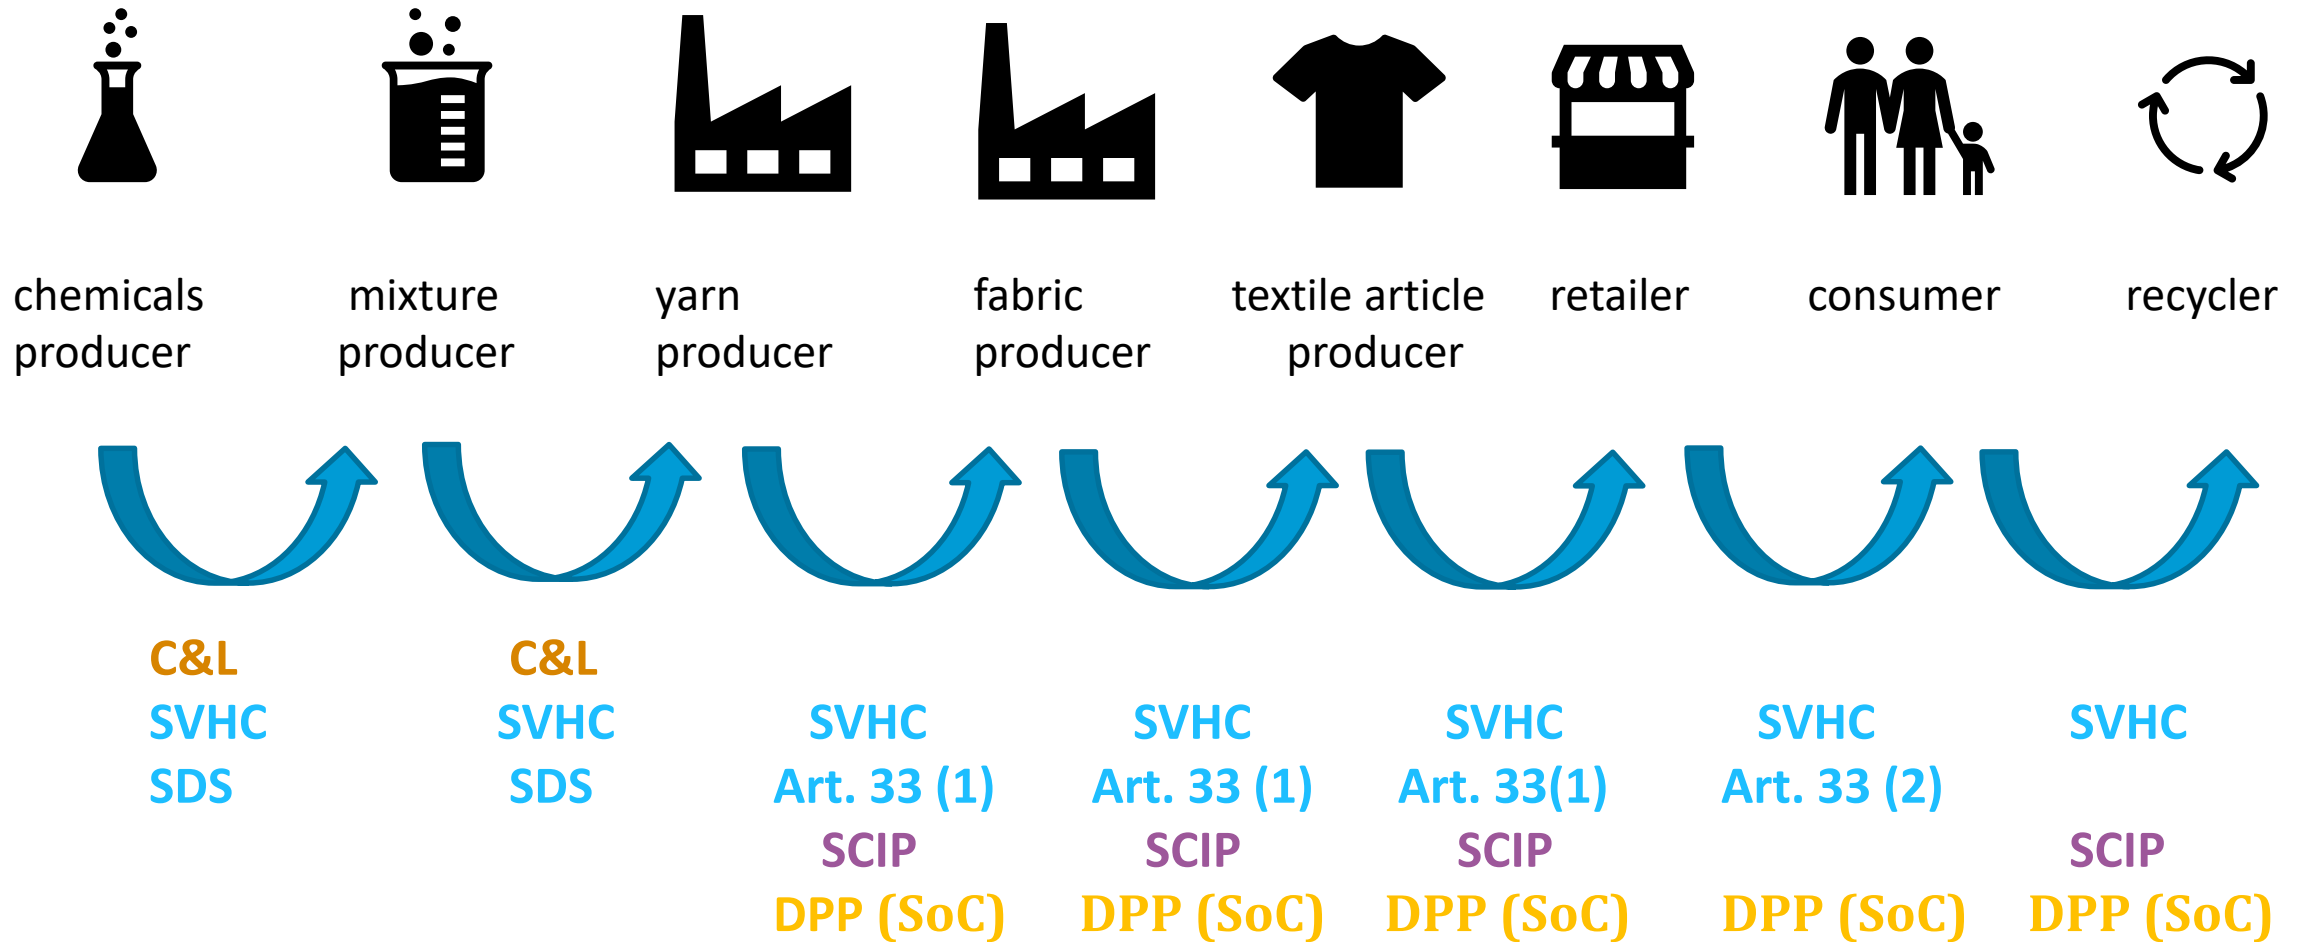 chemicals producer
mixture producer
yarn producer
fabric producer
textile article producer
retailer
consumer
recycler
C&L
SVHC
SDS
C&L
SVHC
SDS
SVHC
Art. 33 (1)
SCIP
DPP (SoC)
SVHC
Art. 33 (1)
SCIP
DPP (SoC)
SVHC
Art. 33(1)
SCIP
DPP (SoC)
SVHC
Art. 33 (2)
DPP (SoC)
SVHC
SCIP
DPP (SoC)